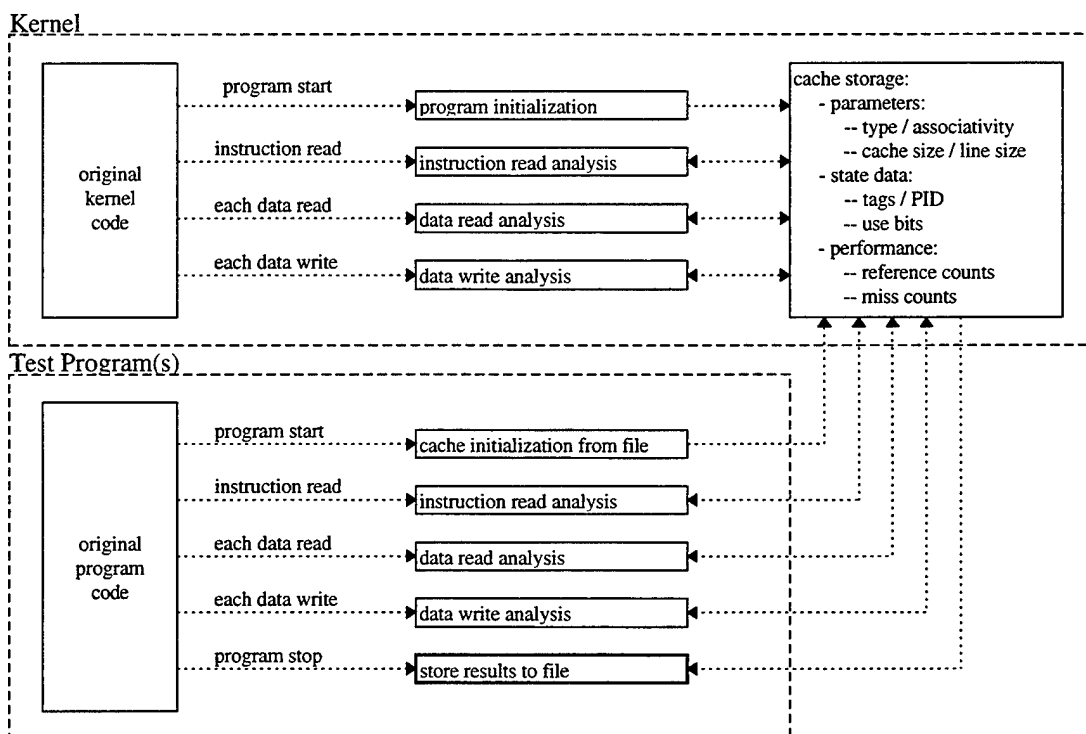 Kernel
original
kernel
code
program start
program initialization
instruction read
instruction read analysis
each data read
data read analysis
each data write
data write analysis
cache storage:
- parameters:
-- type / associativity
-- cache size / line size
- state data:
-- tags / PID
-- use bits
- performance:
-- reference counts
-- miss counts
Test Program(s)
original
program
code
program start
cache initialization from file
instruction read
instruction read analysis
each data read
data read analysis
each data write
data write analysis
program stop
store results to file